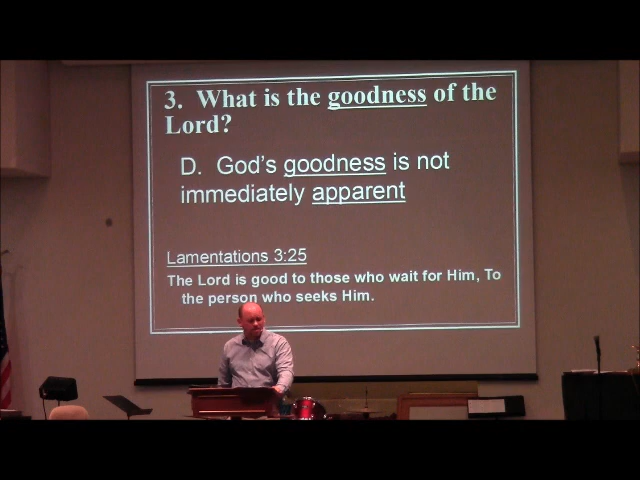 3. What is the goodness of the
Lord?
D. God's goodness is not
immediately apparent
Lamentations 3:25
The Lord is good to those who wait for Him, To
the person who seeks Him.